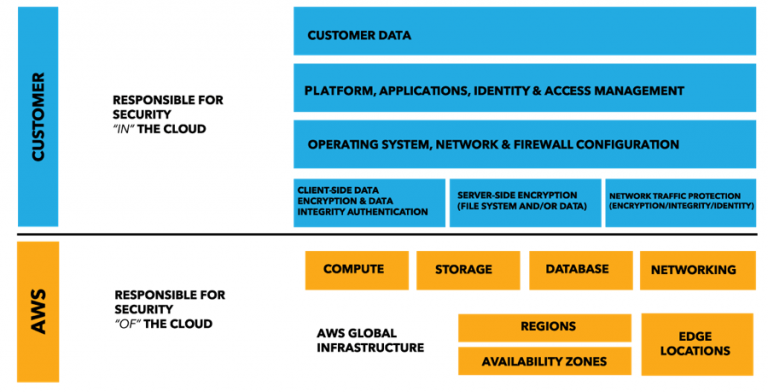 CUSTOMER
RESPONSIBLE FOR
SECURITY
"IN" THE CLOUD
CUSTOMER DATA
PLATFORM, APPLICATIONS, IDENTITY & ACCESS MANAGEMENT
OPERATING SYSTEM, NETWORK & FIREWALL CONFIGURATION
CLIENT-SIDE DATA
ENCRYPTION & DATA
INTEGRITY AUTHENTICATION
SERVER-SIDE ENCRYPTION
(FILE SYSTEM AND/OR DATA)
NETWORK TRAFFIC PROTECTION
(ENCRYPTION/INTEGRITY/IDENTITY)
AWS
RESPONSIBLE FOR
SECURITY
"OF" THE CLOUD
COMPUTE
STORAGE
DATABASE
NETWORKING
AWS GLOBAL
INFRASTRUCTURE
REGIONS
AVAILABILITY ZONES
EDGE
LOCATIONS